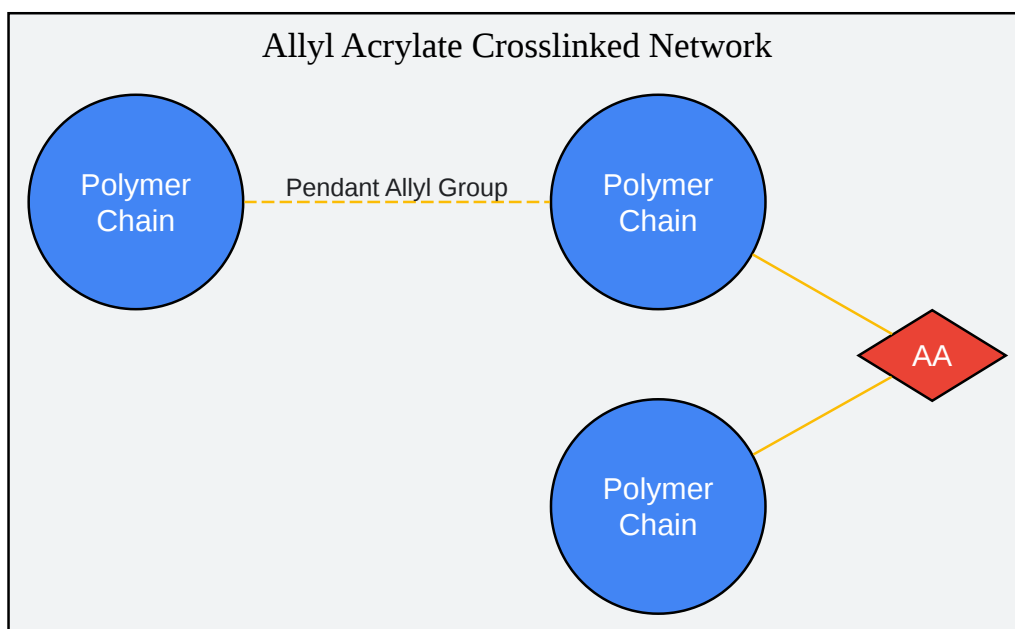 Allyl Acrylate Crosslinked Network
Polymer
Chain
Pendant Allyl Group
Polymer
Chain
AA
Polymer
Chain